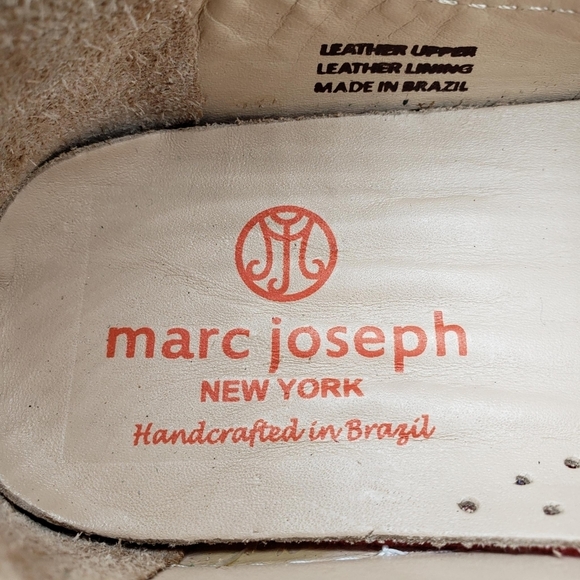 LEATHER UPPER
LEATHER LINING
MADE IN BRAZIL
marc joseph
NEW YORK
Handcrafted in Brazil